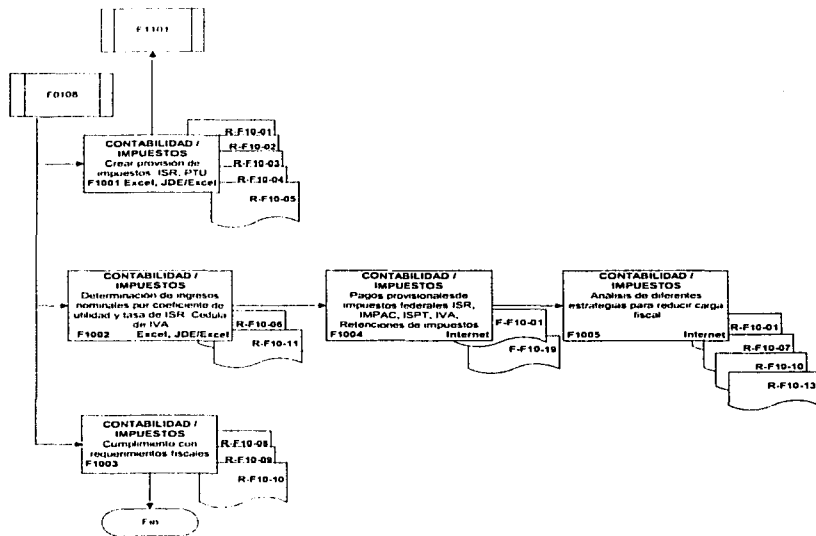 F1101
F0108
CONTABILIDAD /
IMPUESTOS
Crear provisión de
impuestos ISR, PTU
F1001 Excel, JDE/Excel
R-F10-01
R-F10-02
R-F10-03
R-F10-04
R-F10-05
CONTABILIDAD /
IMPUESTOS
Determinación de ingresos
nominales por coeficiente de
utilidad y tasa de ISR. Cedula
de IVA
F1002 Excel, JDE/Excel
R-F10-06
R-F10-11
CONTABILIDAD /
IMPUESTOS
Pagos provisionalesde
impuestos federales ISR,
IMPAC, ISPT, IVA,
Retenciones de impuestos
F1004 Internet
F-F10-01
F-F10-19
CONTABILIDAD /
IMPUESTOS
Análisis de diferentes
estrategias para reducir carga
fiscal
F1005 Internet
R-F10-01
R-F10-07
R-F10-10
R-F10-13
CONTABILIDAD /
IMPUESTOS
Cumplimiento con
requerimientos fiscales
F1003
R-F10-08
R-F10-09
R-F10-10
Fin